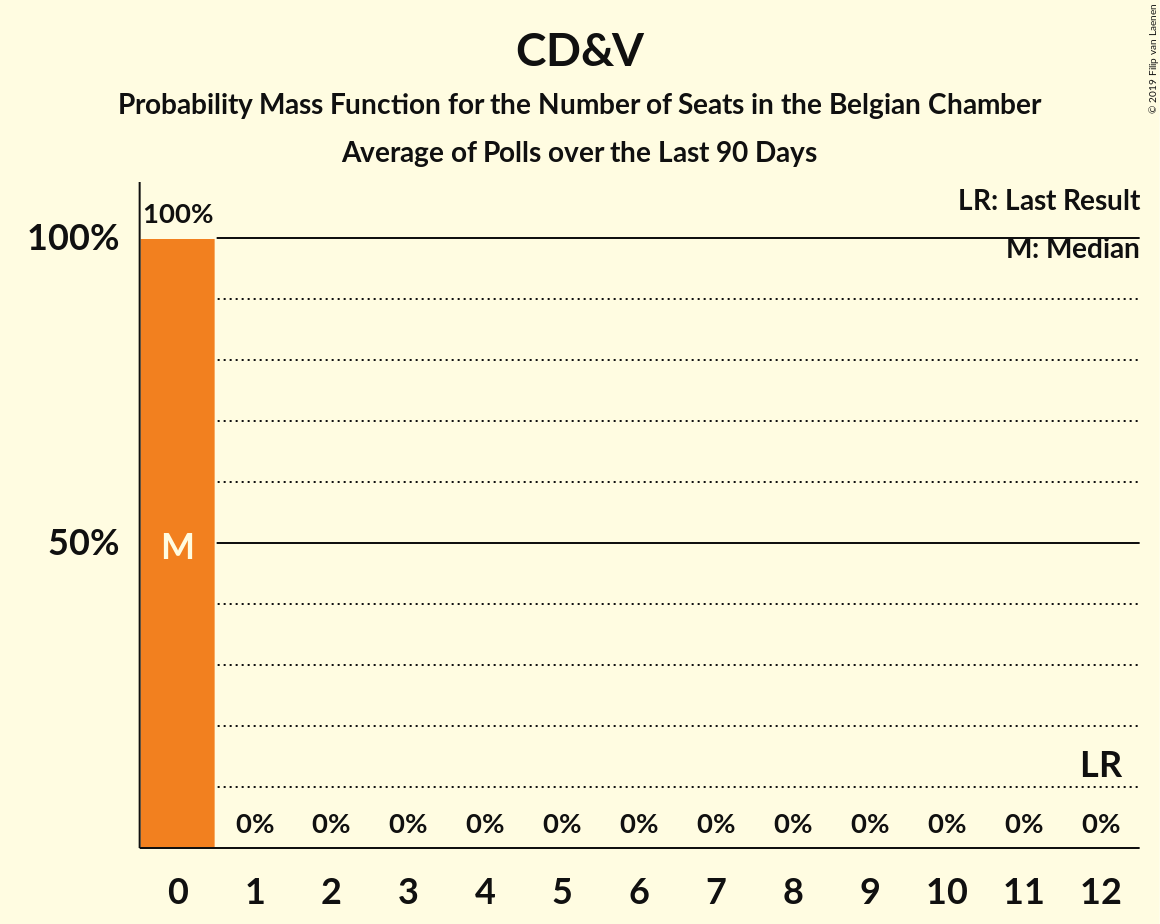 CD&V
Probability Mass Function for the Number of Seats in the Belgian Chamber
Average of Polls over the Last 90 Days
© 2019 Filip van Laenen
LR: Last Result
M: Median
100%
100%
50%
M
LR
0% 0% 0% 0% 0% 0% 0% 0% 0% 0% 0% 0%
0 1 2 3 4 5 6 7 8 9 10 11 12